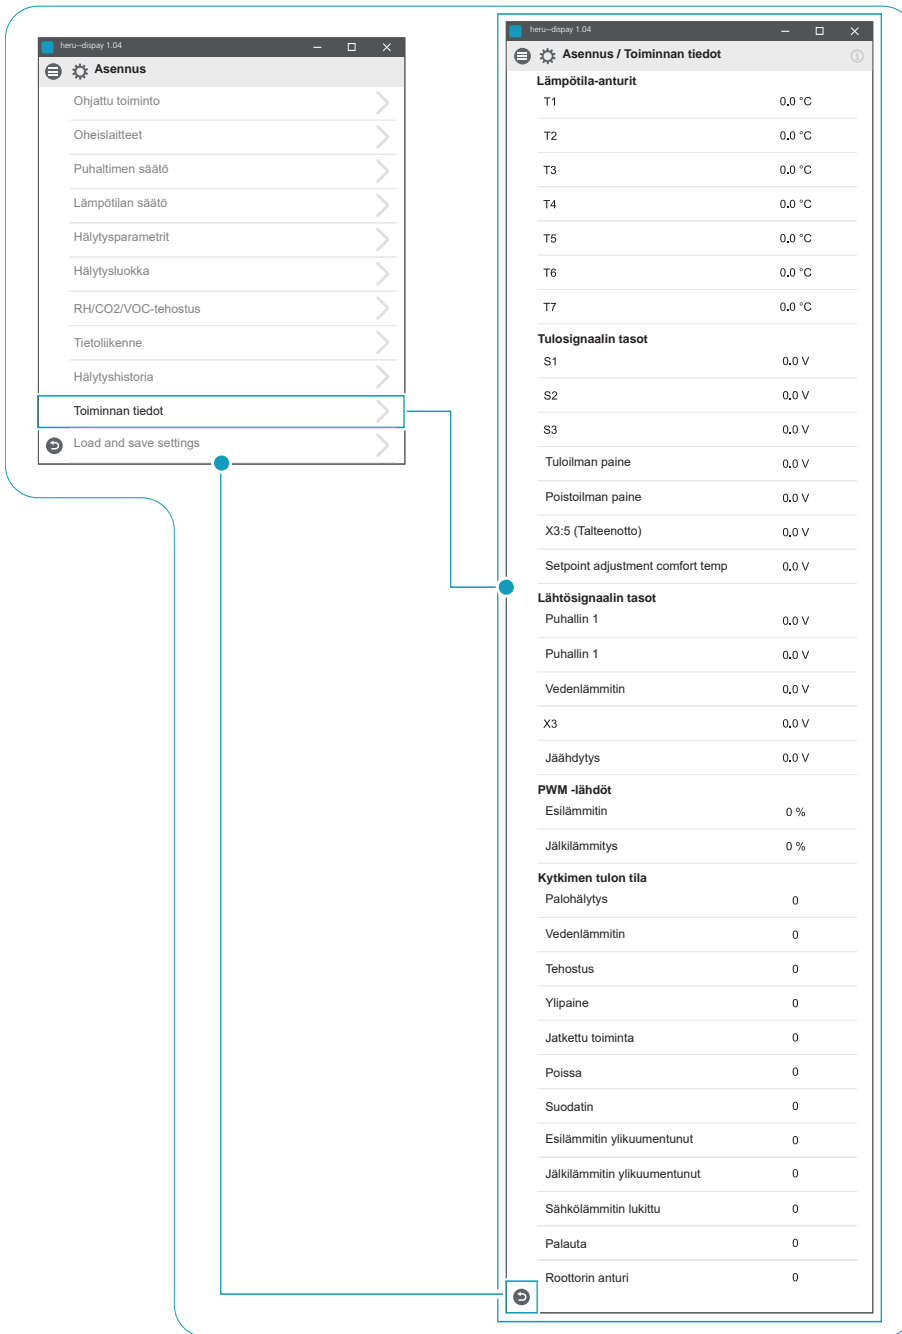 heru--dispay 1.04
Asennus
Ohjattu toiminto
Oheislaitteet
Puhaltimen säätö
Lämpötilan säätö
Hälytysparametrit
Hälytysluokka
RH/CO2/VOC-tehostus
Tietoliikenne
Hälytyshistoria
Toiminnan tiedot
Load and save settings
heru--dispay 1.04
Asennus / Toiminnan tiedot
Lämpötila-anturit
T1 0.0 °C
T2 0.0 °C
T3 0.0 °C
T4 0.0 °C
T5 0.0 °C
T6 0.0 °C
T7 0.0 °C
Tulosignaalin tasot
S1 0.0 V
S2 0.0 V
S3 0.0 V
Tuloilman paine 0.0 V
Poistoilman paine 0.0 V
X3:5 (Talteenotto) 0.0 V
Setpoint adjustment comfort temp 0.0 V
Lähtösignaalin tasot
Puhallin 1 0.0 V
Puhallin 1 0.0 V
Vedenlämmitin 0.0 V
X3 0.0 V
Jäähdytys 0.0 V
PWM -lähdöt
Esilämmitin 0 %
Jälkilämmitys 0 %
Kytkimen tulon tila
Palohälytys 0
Vedenlämmitin 0
Tehostus 0
Ylipaine 0
Jatkettu toiminta 0
Poissa 0
Suodatin 0
Esilämmitin ylikuumentunut 0
Jälkilämmitin ylikuumentunut 0
Sähkölämmitin lukittu 0
Palauta 0
Roottorin anturi 0